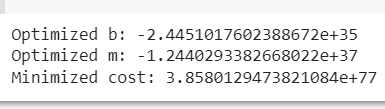 Optimized b: -2.4451017602388672e+35
Optimized m: -1.2440293382668022e+37
Minimized cost: 3.8580129473821084e+77